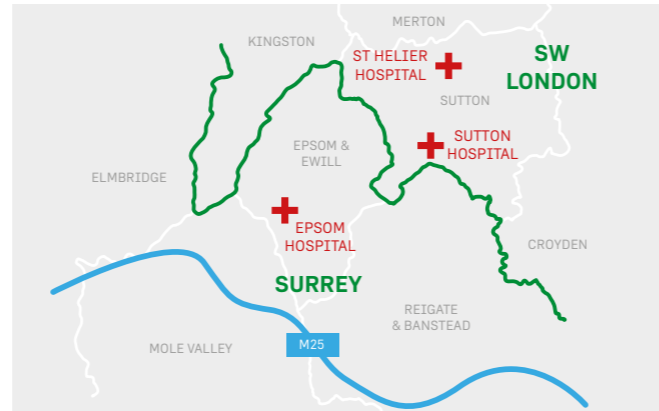 MERTON
KINGSTON
ST HELIER
HOSPITAL
SW
LONDON
SUTTON
SUTTON
HOSPITAL
EPSOM &
EWILL
ELMBRIDGE
EPSOM
HOSPITAL
CROYDEN
SURREY
REIGATE
& BANSTEAD
M25
MOLE VALLEY